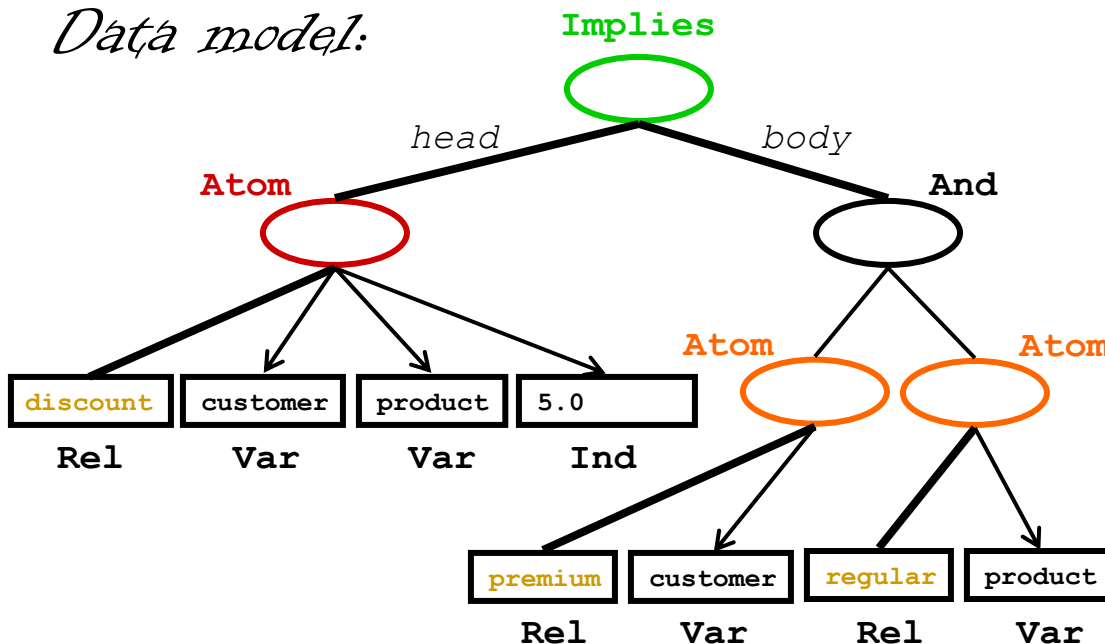 Data model:
Implies
head
body
Atom
And
Atom
Atom
discount
customer
product
5.0
Rel
Var
Var
Ind
premium
customer
regular
product
Rel
Var
Rel
Var